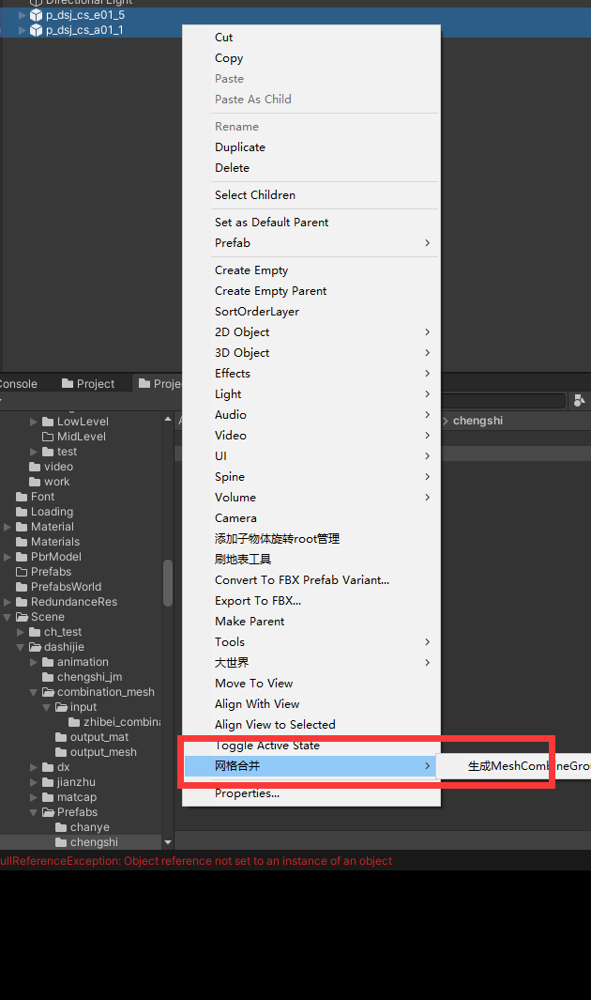 Directional Light
p_dsj_cs_e01_5
p_dsj_cs_a01_1
Cut
Copy
Paste
Paste As Child
Rename
Duplicate
Delete
Select Children
Set as Default Parent
Prefab
Create Empty
Create Empty Parent
SortOrderLayer
2D Object
3D Object
Effects
Light
Audio
Video
UI
Spine
Volume
Camera
添加子物体旋转root管理
刷地表工具
Convert To FBX Prefab Variant...
Export To FBX...
Make Parent
Tools
大世界
Move To View
Align With View
Align View to Selected
Toggle Active State
网格合并
生成MeshCombineGro
Properties...
Console
Project
Proje
chengshi
LowLevel
MidLevel
test
video
work
Font
Loading
Material
Materials
PbrModel
Prefabs
PrefabsWorld
RedundanceRes
Scene
ch_test
dashijie
animation
chengshi_jm
combination_mesh
input
zhibei_combina
output_mat
output_mesh
dx
jianzhu
matcap
Prefabs
chanye
chengshi
ullReferenceException: Object reference not set to an instance of an object